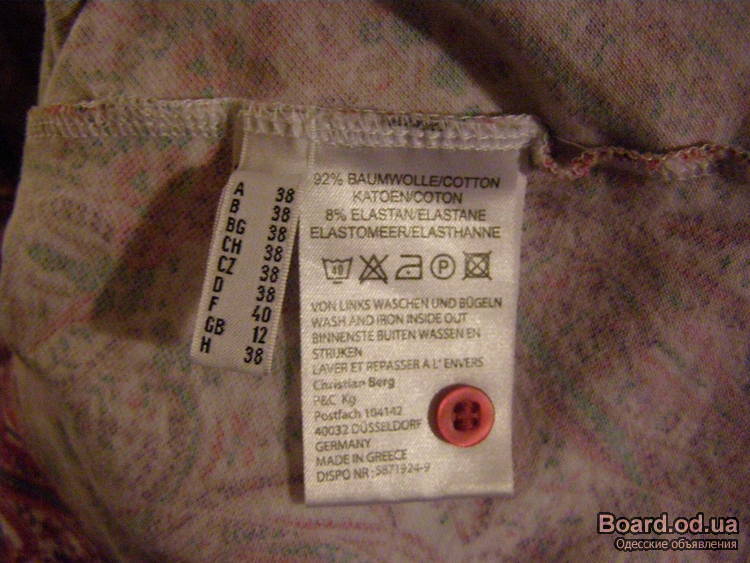 A 38
B 38
BG 38
CH 38
CZ 38
D 38
F 40
GB 12
H 38
92% BAUMWOLLE/COTTON
KATOEN/COTON
8% ELASTAN/ELASTANE
ELASTOMEER/ELASTHANNE
40
P
VON LINKS WASCHEN UND BÜGELN
WASH AND IRON INSIDE OUT
BINNENSTE BUITEN WASSEN EN
STRIJKEN
LAVER ET REPASSER À L' ENVERS
Christian Berg
P&C Kg
Postfach 104142
40032 DÜSSELDORF
GERMANY
MADE IN GREECE
DISPO NR : 5871924-9
Board.od.ua
Одесские объявления